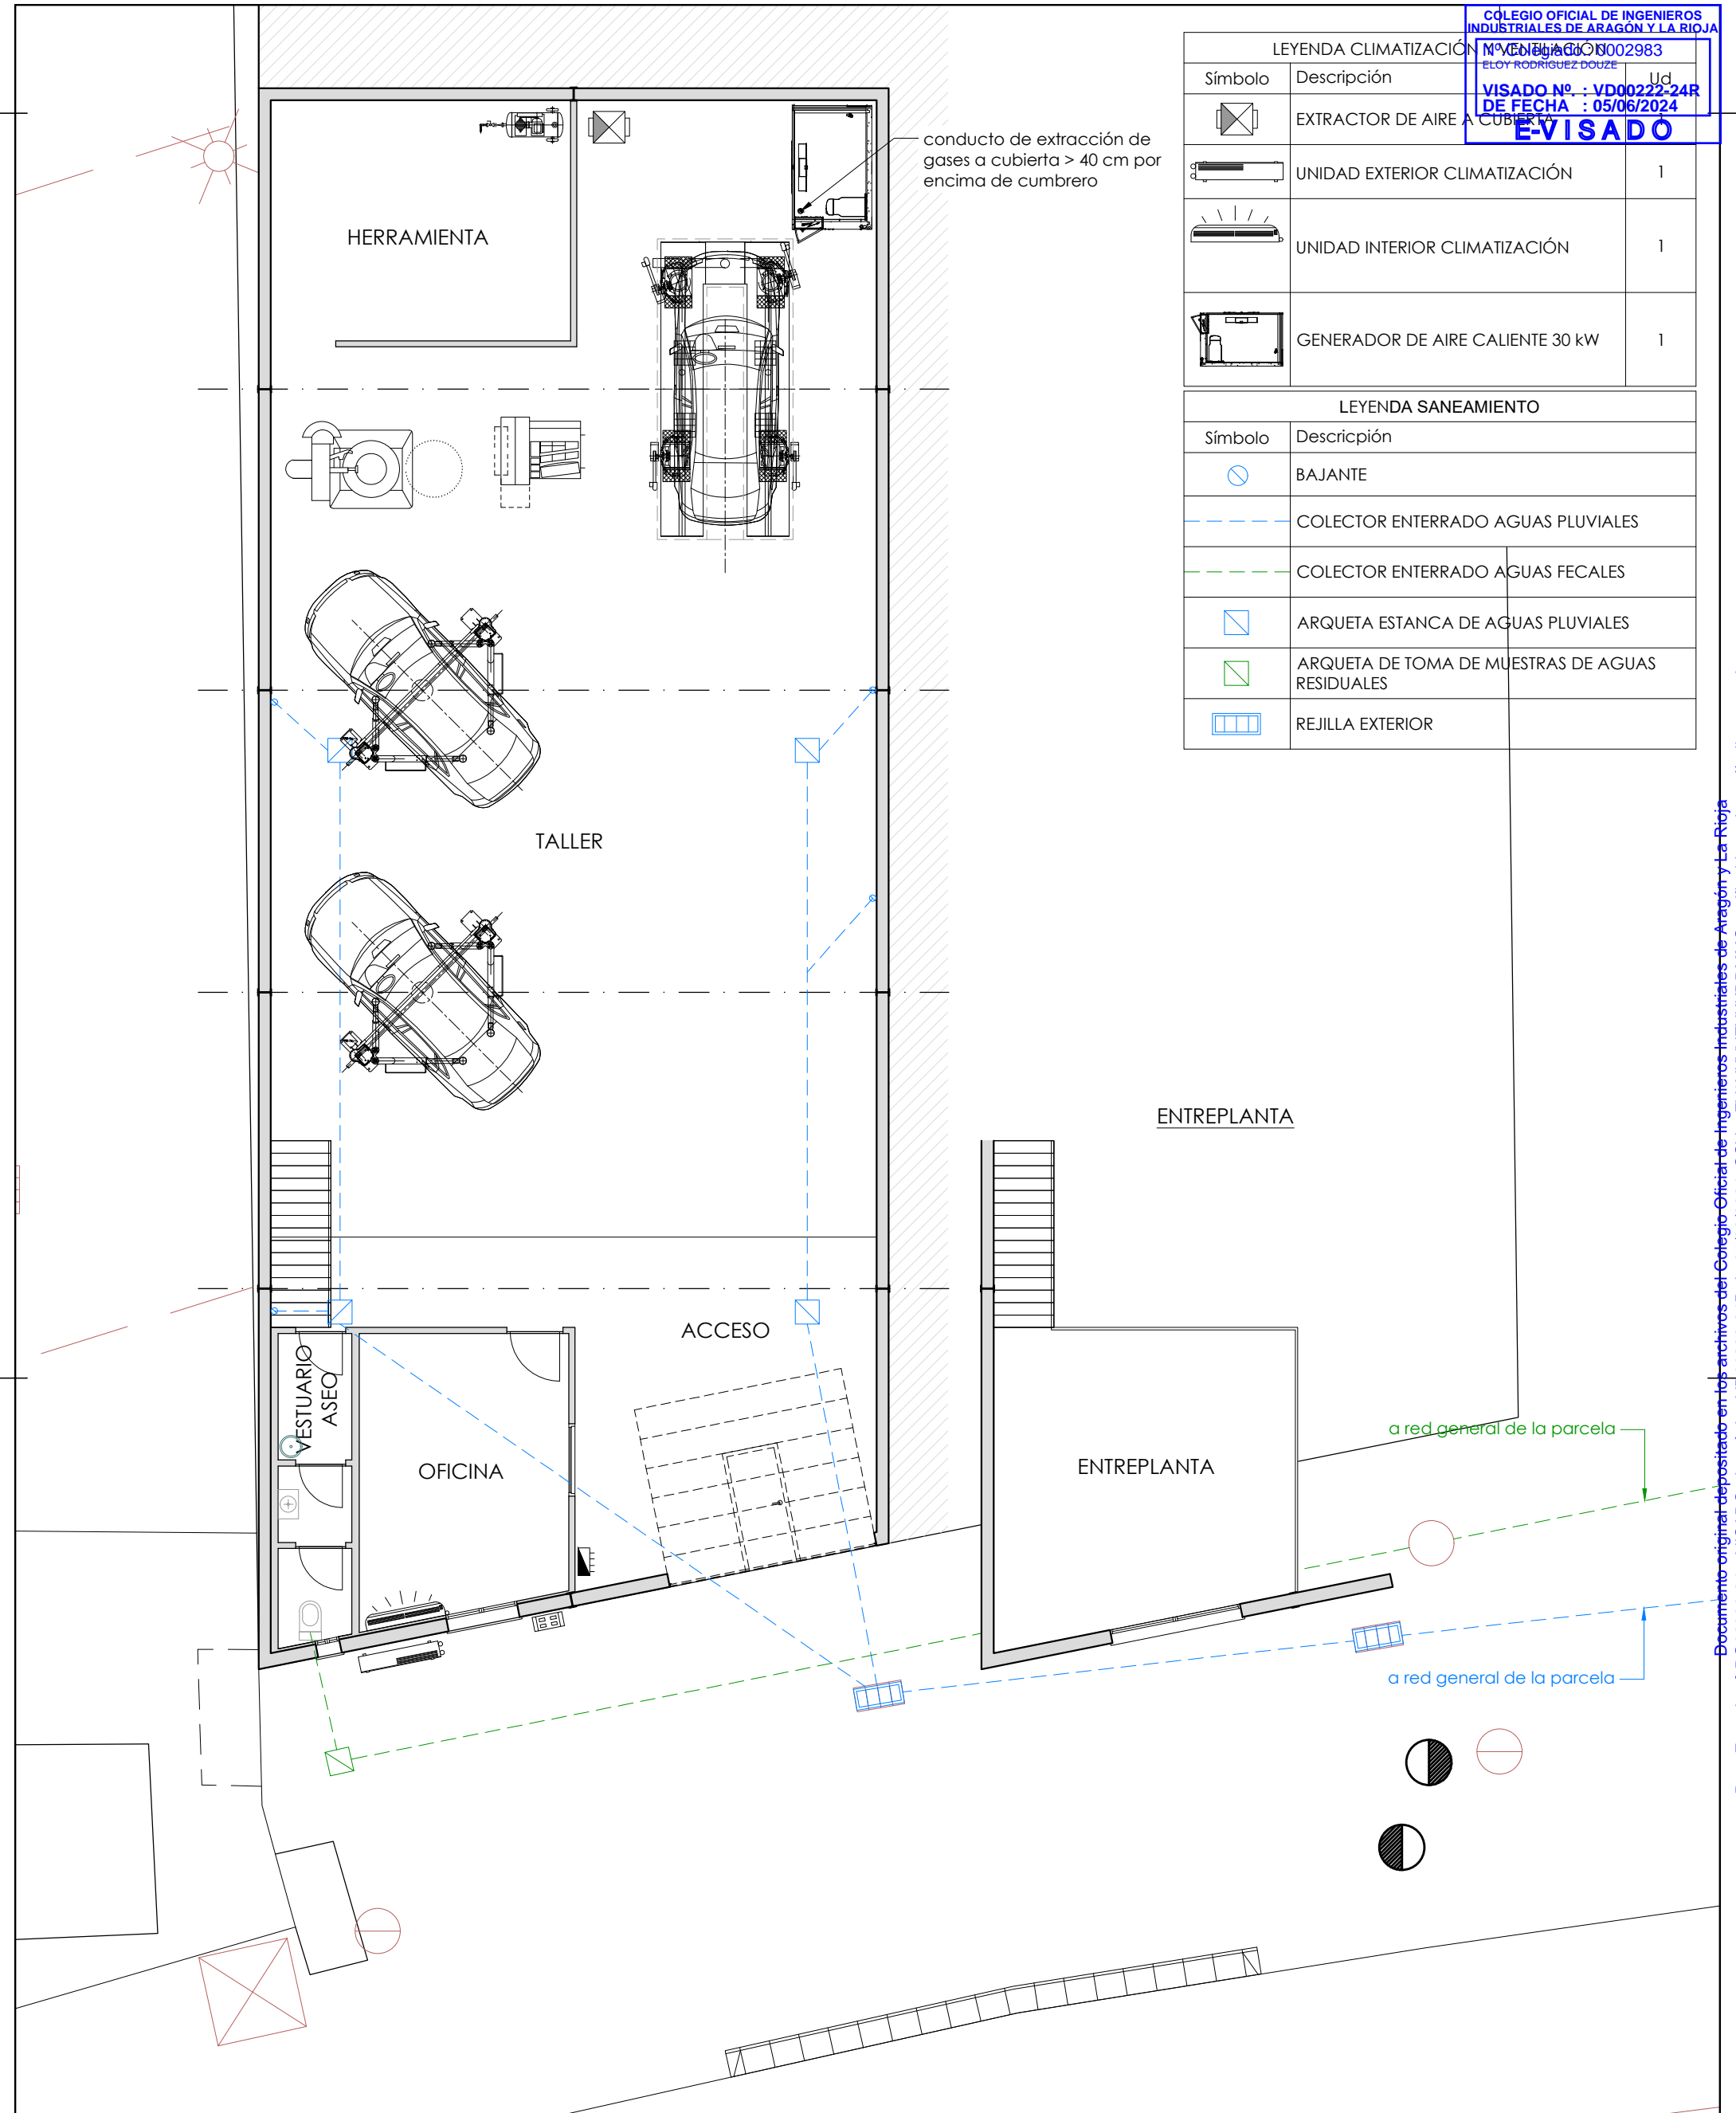 COLEGIO OFICIAL DE INGENIEROS
INDUSTRIALES DE ARAGÓN Y LA RIOJA
Nº.Colegiado.: 0002983
ELOY RODRÍGUEZ DOUZE
VISADO Nº. : VD00222-24R
DE FECHA : 05/06/2024
E-VISADO
LEYENDA CLIMATIZACIÓN Y VENTILACIÓN
Símbolo Descripción Ud
EXTRACTOR DE AIRE A CUBIERTA 1
UNIDAD EXTERIOR CLIMATIZACIÓN 1
UNIDAD INTERIOR CLIMATIZACIÓN 1
GENERADOR DE AIRE CALIENTE 30 kW 1
LEYENDA SANEAMIENTO
Símbolo Descricpión
BAJANTE
COLECTOR ENTERRADO AGUAS PLUVIALES
COLECTOR ENTERRADO AGUAS FECALES
ARQUETA ESTANCA DE AGUAS PLUVIALES
ARQUETA DE TOMA DE MUESTRAS DE AGUAS
RESIDUALES
REJILLA EXTERIOR
conducto de extracción de
gases a cubierta > 40 cm por
encima de cumbrero
HERRAMIENTA
TALLER
ENTREPLANTA
ACCESO
VESTUARIO
ASEO
OFICINA
ENTREPLANTA
a red general de la parcela
a red general de la parcela
Documento original depositado en los archivos del Colegio Oficial de Ingenieros Industriales de Aragón y La Rioja